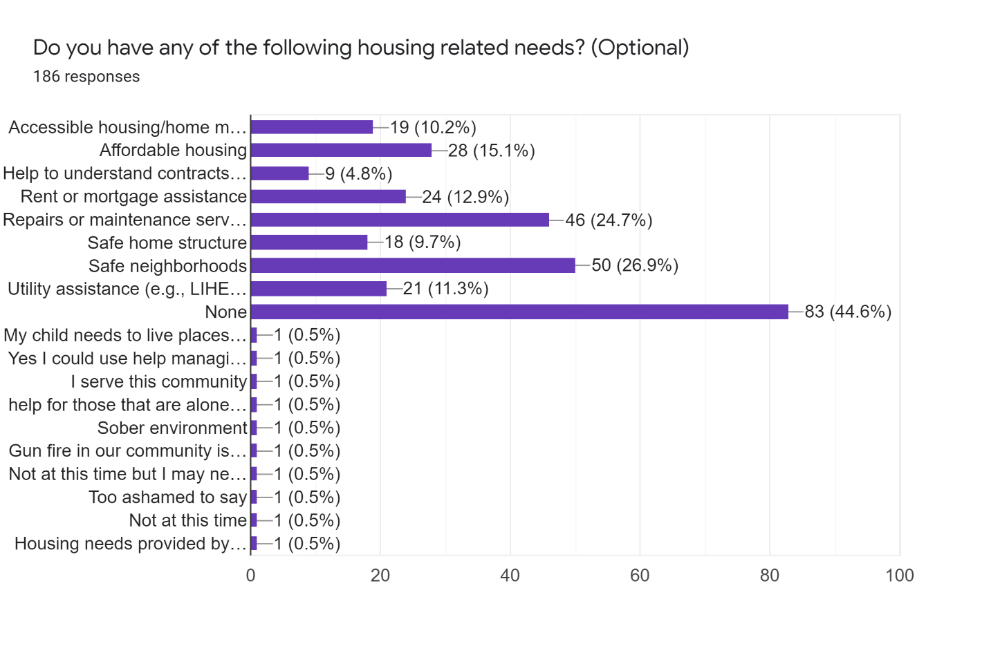 Do you have any of the following housing related needs? (Optional)
186 responses
Accessible housing/home m… 19 (10.2%)
Affordable housing 28 (15.1%)
Help to understand contracts… 9 (4.8%)
Rent or mortgage assistance 24 (12.9%)
Repairs or maintenance serv… 46 (24.7%)
Safe home structure 18 (9.7%)
Safe neighborhoods 50 (26.9%)
Utility assistance (e.g., LIHE… 21 (11.3%)
None 83 (44.6%)
My child needs to live places… 1 (0.5%)
Yes I could use help managi… 1 (0.5%)
I serve this community 1 (0.5%)
help for those that are alone… 1 (0.5%)
Sober environment 1 (0.5%)
Gun fire in our community is… 1 (0.5%)
Not at this time but I may ne… 1 (0.5%)
Too ashamed to say 1 (0.5%)
Not at this time 1 (0.5%)
Housing needs provided by… 1 (0.5%)
0 20 40 60 80 100